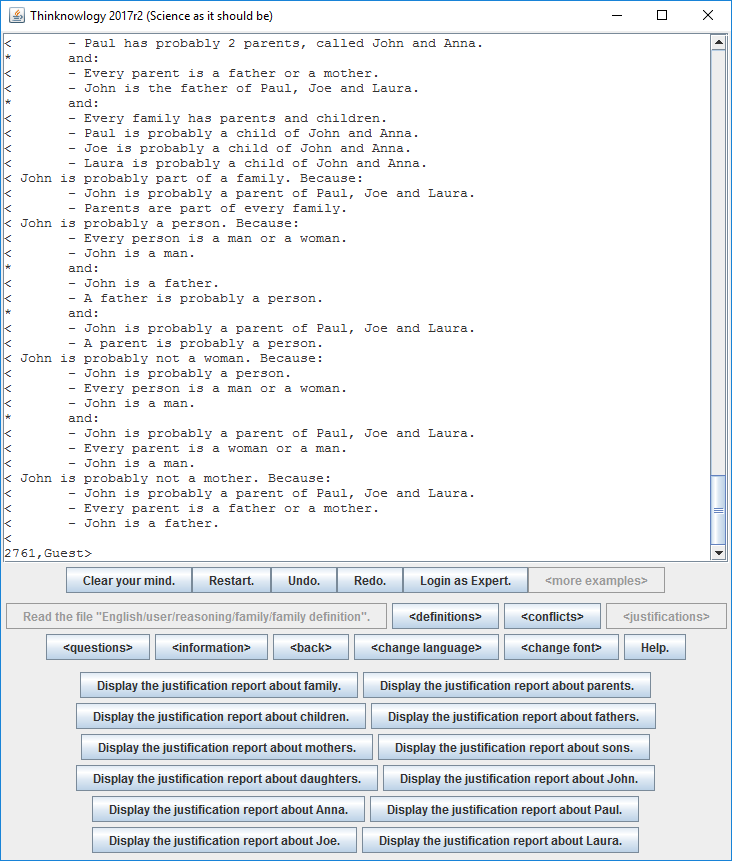 Thinknowlogy 2017r2 (Science as it should be)
<       - Paul has probably 2 parents, called John and Anna.
*       and:
<       - Every parent is a father or a mother.
<       - John is the father of Paul, Joe and Laura.
*       and:
<       - Every family has parents and children.
<       - Paul is probably a child of John and Anna.
<       - Joe is probably a child of John and Anna.
<       - Laura is probably a child of John and Anna.
< John is probably part of a family. Because:
<       - John is probably a parent of Paul, Joe and Laura.
<       - Parents are part of every family.
< John is probably a person. Because:
<       - Every person is a man or a woman.
<       - John is a man.
*       and:
<       - John is a father.
<       - A father is probably a person.
*       and:
<       - John is probably a parent of Paul, Joe and Laura.
<       - A parent is probably a person.
< John is probably not a woman. Because:
<       - John is probably a person.
<       - Every person is a man or a woman.
<       - John is a man.
*       and:
<       - John is probably a parent of Paul, Joe and Laura.
<       - Every parent is a woman or a man.
<       - John is a man.
< John is probably not a mother. Because:
<       - John is probably a parent of Paul, Joe and Laura.
<       - Every parent is a father or a mother.
<       - John is a father.
<
2761,Guest>
Clear your mind. Restart. Undo. Redo. Login as Expert. <more examples>
Read the file "English/user/reasoning/family/family definition". <definitions> <conflicts> <justifications>
<questions> <information> <back> <change language> <change font> Help.
Display the justification report about family. Display the justification report about parents.
Display the justification report about children. Display the justification report about fathers.
Display the justification report about mothers. Display the justification report about sons.
Display the justification report about daughters. Display the justification report about John.
Display the justification report about Anna. Display the justification report about Paul.
Display the justification report about Joe. Display the justification report about Laura.